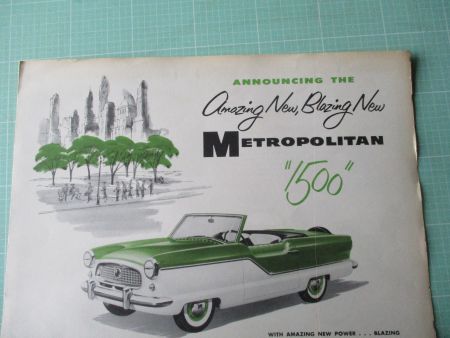 ANNOUNCING THE
Amazing New, Blazing New
METROPOLITAN
"1500"
WITH AMAZING NEW POWER . . . BLAZING